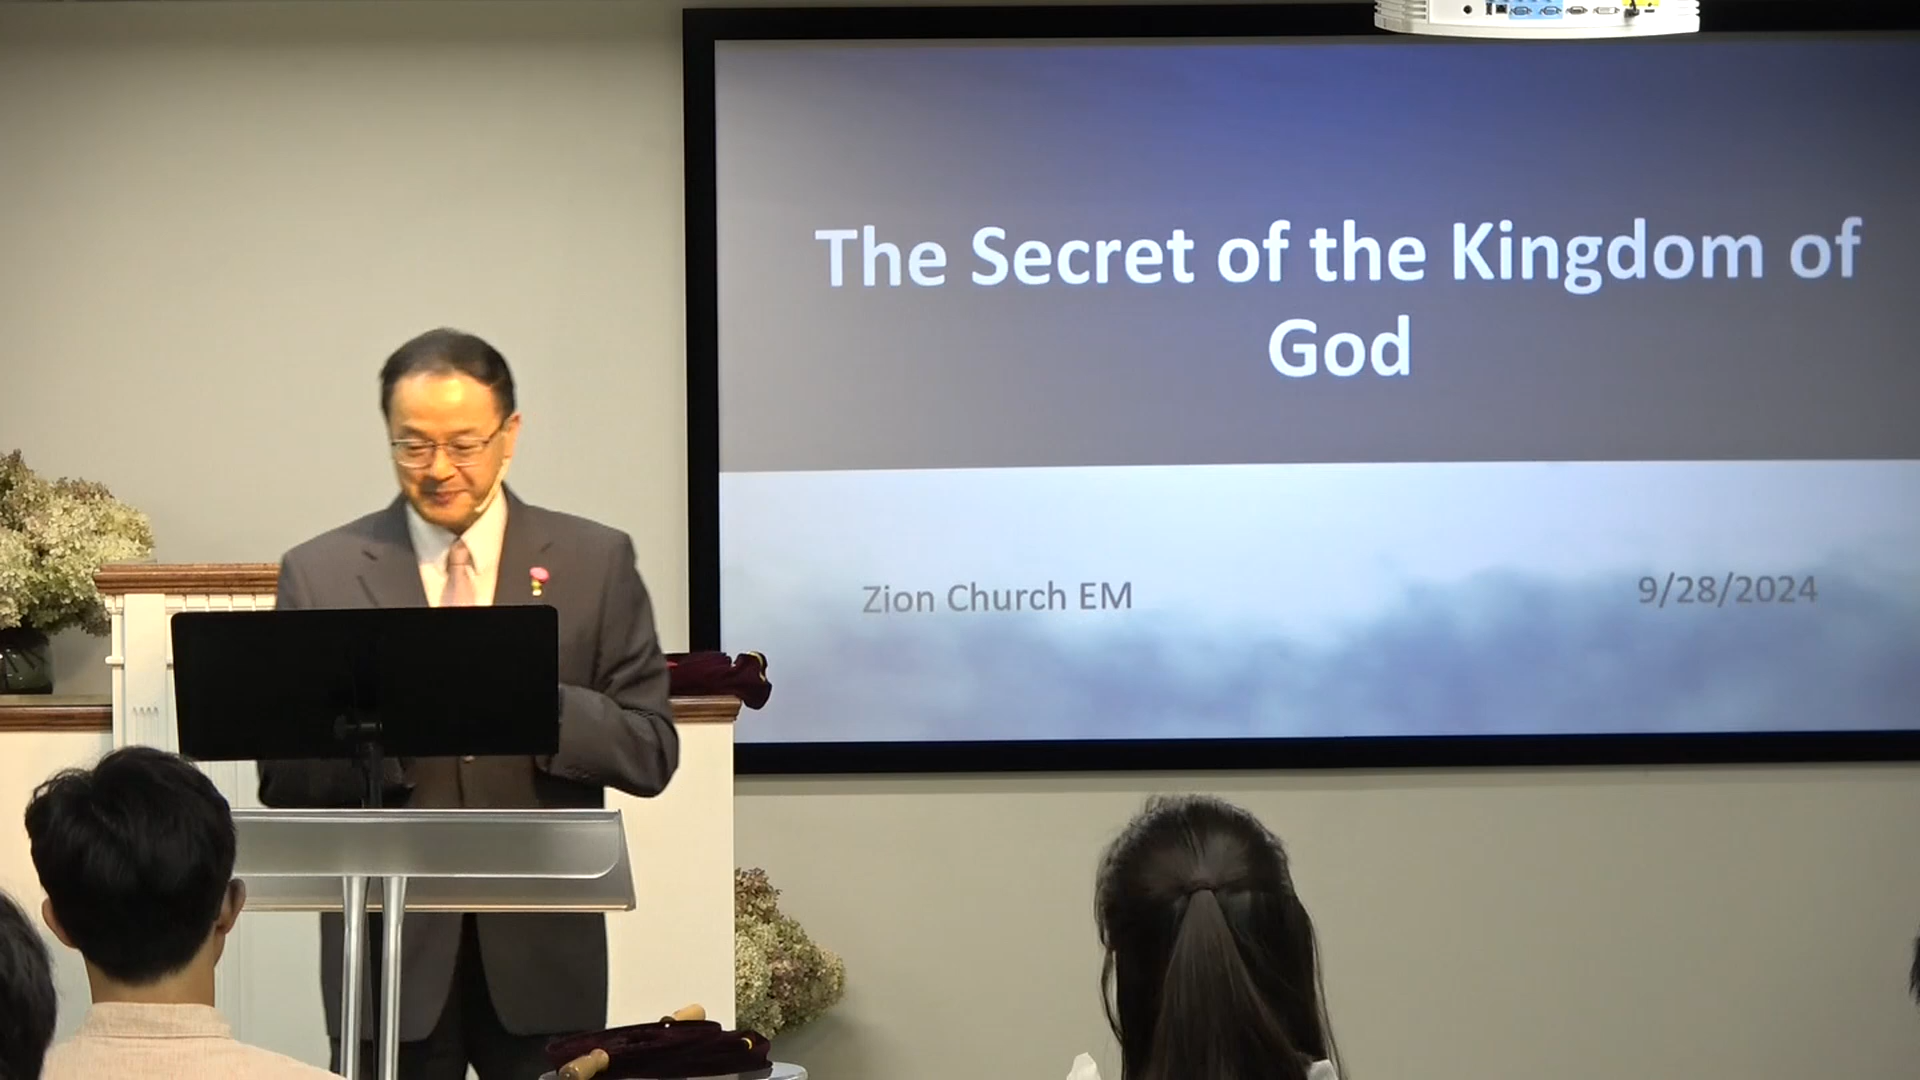 The Secret of the Kingdom of
God
Zion Church EM
9/28/2024